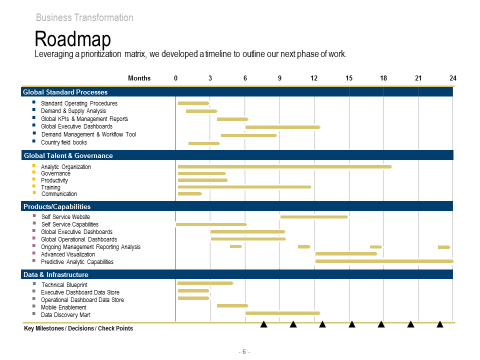 Business Transformation
Roadmap
Leveraging a prioritization matrix, we developed a timeline to outline our next phase of work.
Months 0 3 6 9 12 15 18 21 24
Global Standard Processes
Standard Operating Procedures
Demand & Supply Analysis
Global KPIs & Management Reports
Global Executive Dashboards
Demand Management & Workflow Tool
Country field books
Global Talent & Governance
Analytic Organization
Governance
Productivity
Training
Communication
Products/Capabilities
Self Service Website
Self Service Capabilities
Global Executive Dashboards
Global Operational Dashboards
Ongoing Management Reporting Analysis
Advanced Visualization
Predictive Analytic Capabilities
Data & Infrastructure
Technical Blueprint
Executive Dashboard Data Store
Operational Dashboard Data Store
Mobile Enablement
Data Discovery Mart
Key Milestones / Decisions / Check Points
- 6 -